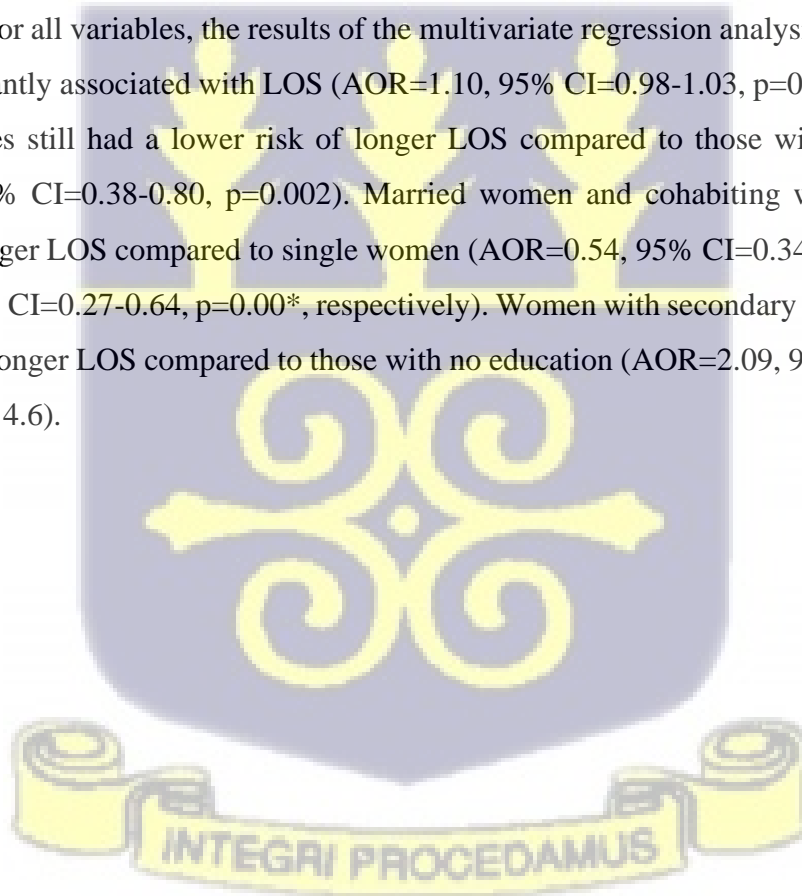 or all variables, the results of the multivariate regression analys
antly associated with LOS (AOR=1.10, 95% CI=0.98-1.03, p=0
es still had a lower risk of longer LOS compared to those wi
% CI=0.38-0.80, p=0.002). Married women and cohabiting w
ger LOS compared to single women (AOR=0.54, 95% CI=0.34
CI=0.27-0.64, p=0.00*, respectively). Women with secondary
onger LOS compared to those with no education (AOR=2.09, 9
4.6).
INTEGRI PROCEDAMUS